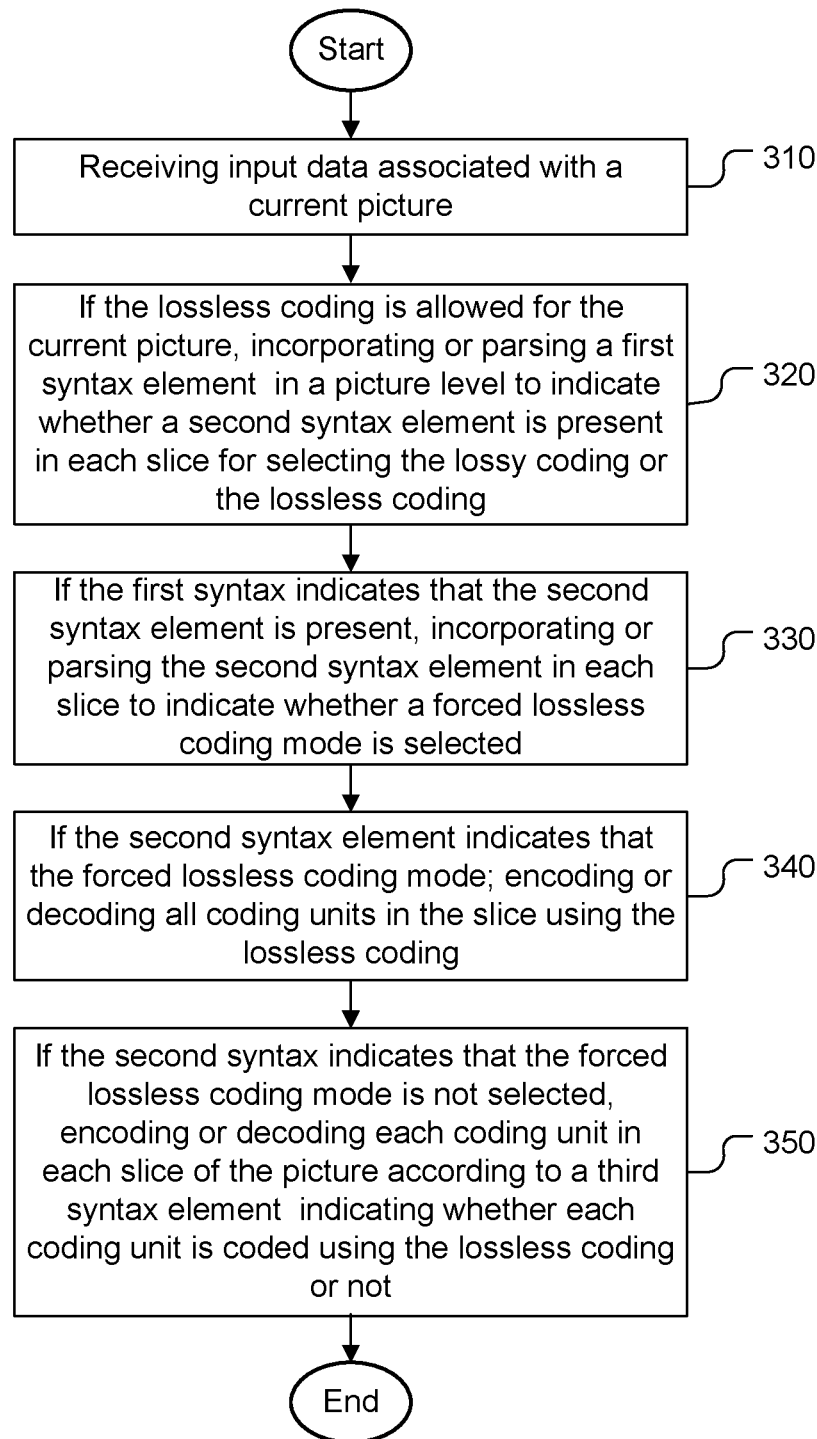 Start
Receiving input data associated with a
current picture
310
If the lossless coding is allowed for the
current picture, incorporating or parsing a first
syntax element in a picture level to indicate
whether a second syntax element is present
in each slice for selecting the lossy coding or
the lossless coding
320
If the first syntax indicates that the second
syntax element is present, incorporating or
parsing the second syntax element in each
slice to indicate whether a forced lossless
coding mode is selected
330
If the second syntax element indicates that
the forced lossless coding mode; encoding or
decoding all coding units in the slice using the
lossless coding
340
If the second syntax indicates that the forced
lossless coding mode is not selected,
encoding or decoding each coding unit in
each slice of the picture according to a third
syntax element indicating whether each
coding unit is coded using the lossless coding
or not
350
End